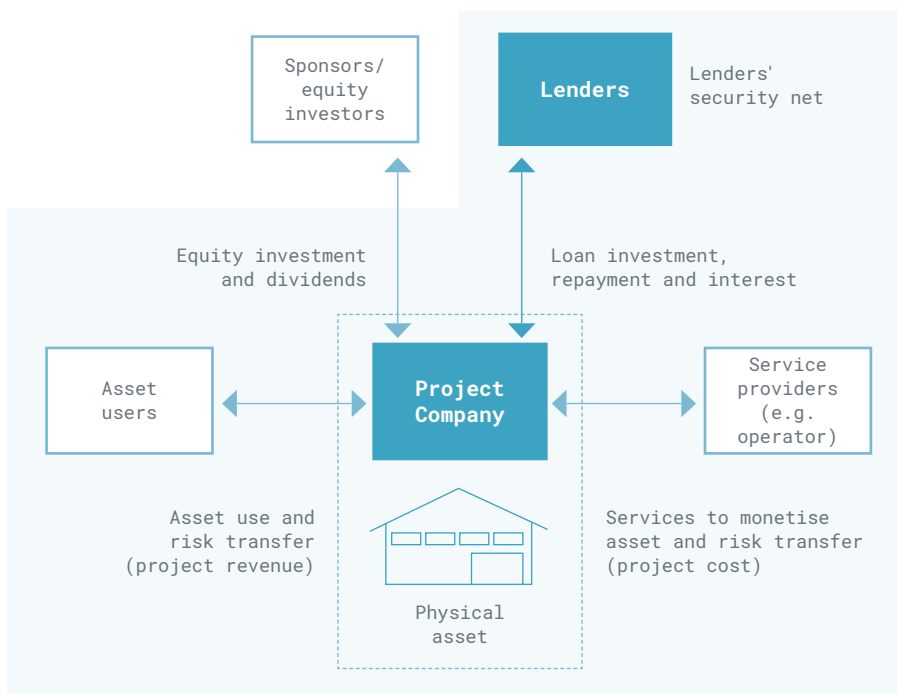 Sponsors/
equity
investors
Lenders
Lenders'
security net
Equity investment
and dividends
Loan investment,
repayment and interest
Asset
users
Project
Company
Service
providers
(e.g.
operator)
Asset use and
risk transfer
(project revenue)
Services to monetise
asset and risk transfer
(project cost)
Physical
asset